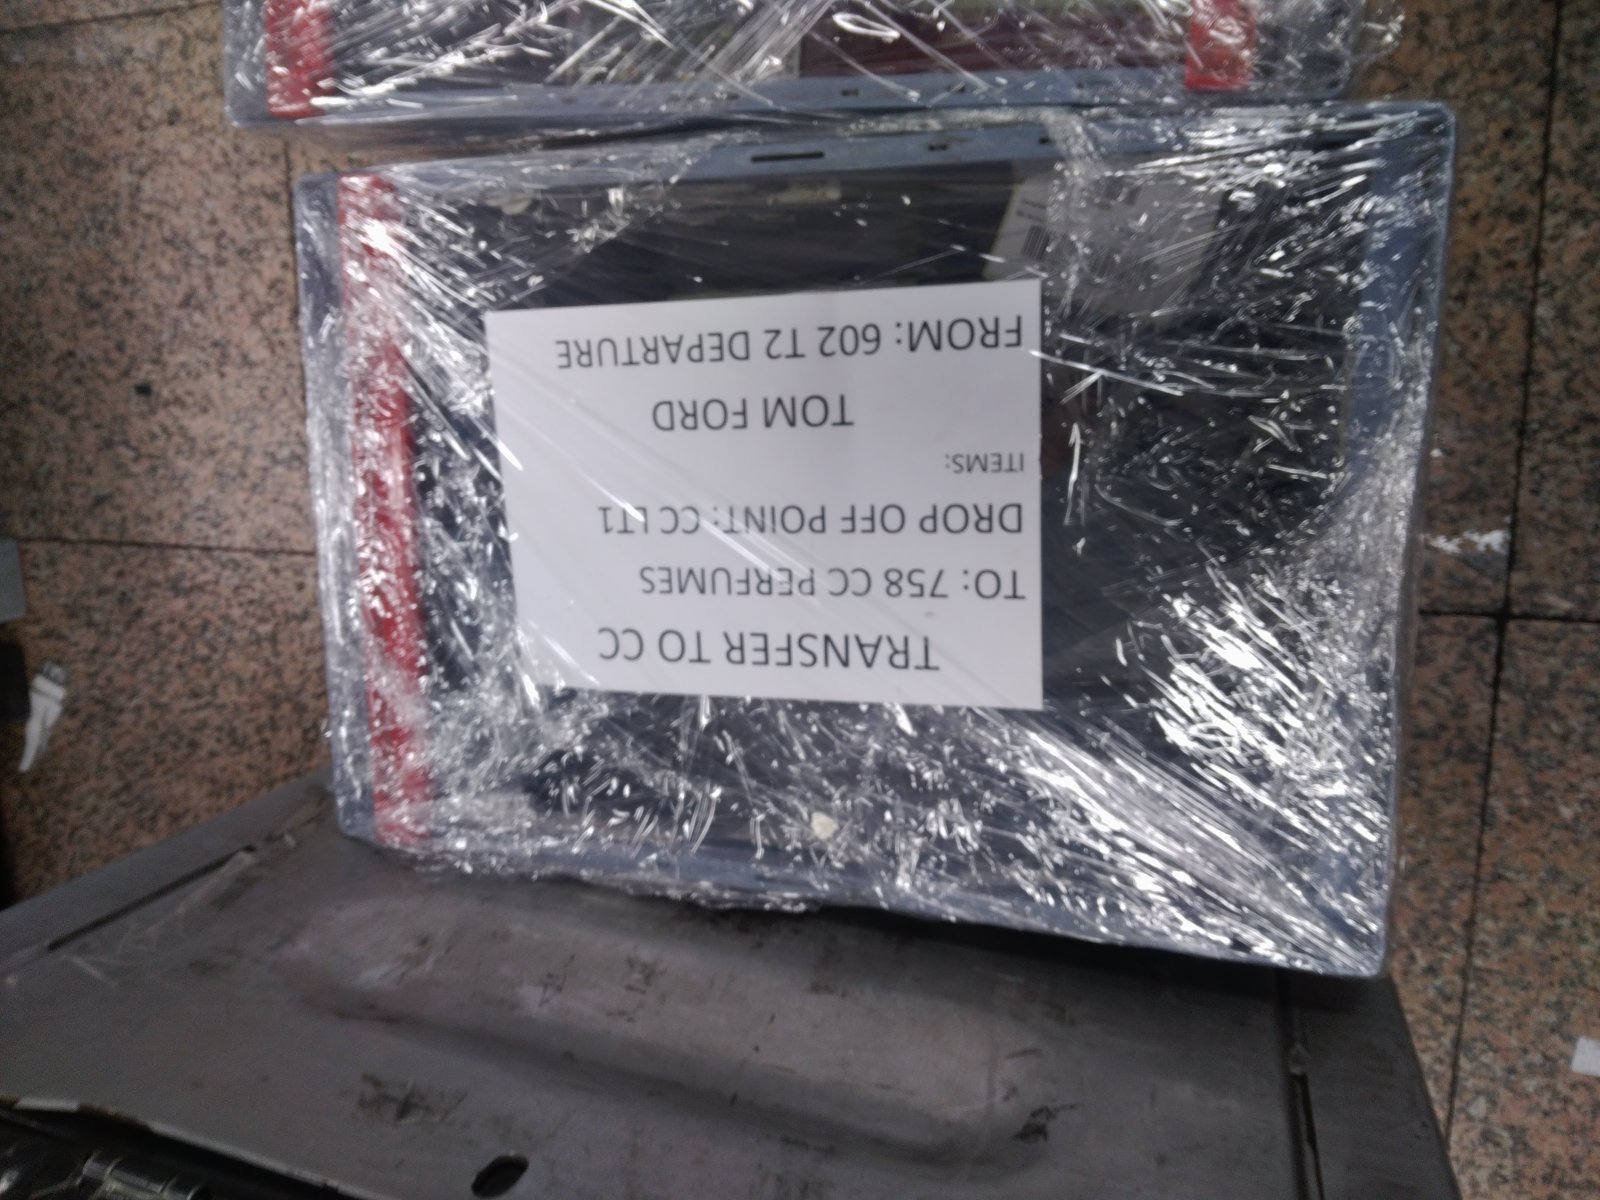 TRANSFER TO CC
TO: 758 CC PERFUMES
DROP OFF POINT: CC LT1
ITEMS:
TOM FORD
FROM: 602 T2 DEPARTURE